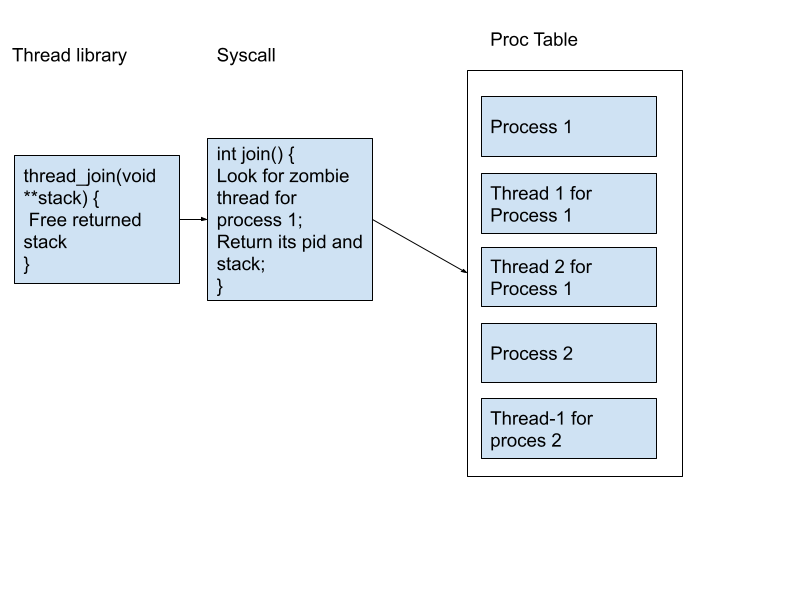 Thread library
Syscall
Proc Table
thread_join(void
**stack) {
Free returned
stack
}
int join() {
Look for zombie
thread for
process 1;
Return its pid and
stack;
}
Process 1
Thread 1 for
Process 1
Thread 2 for
Process 1
Process 2
Thread-1 for
proces 2